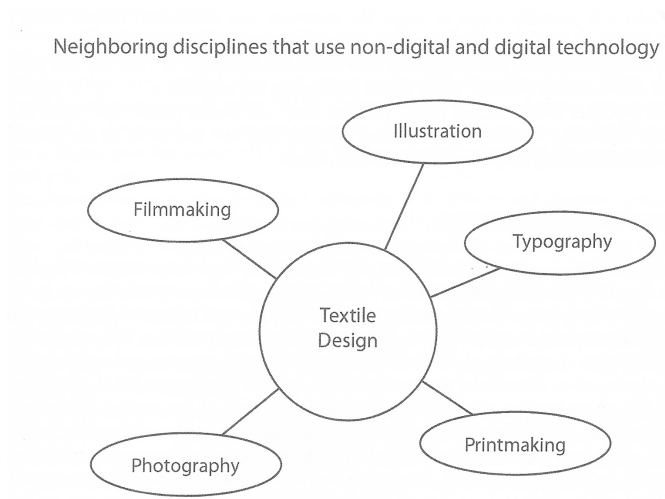 Neighboring disciplines that use non-digital and digital technology
Illustration
Filmmaking
Typography
Textile
Design
Printmaking
Photography